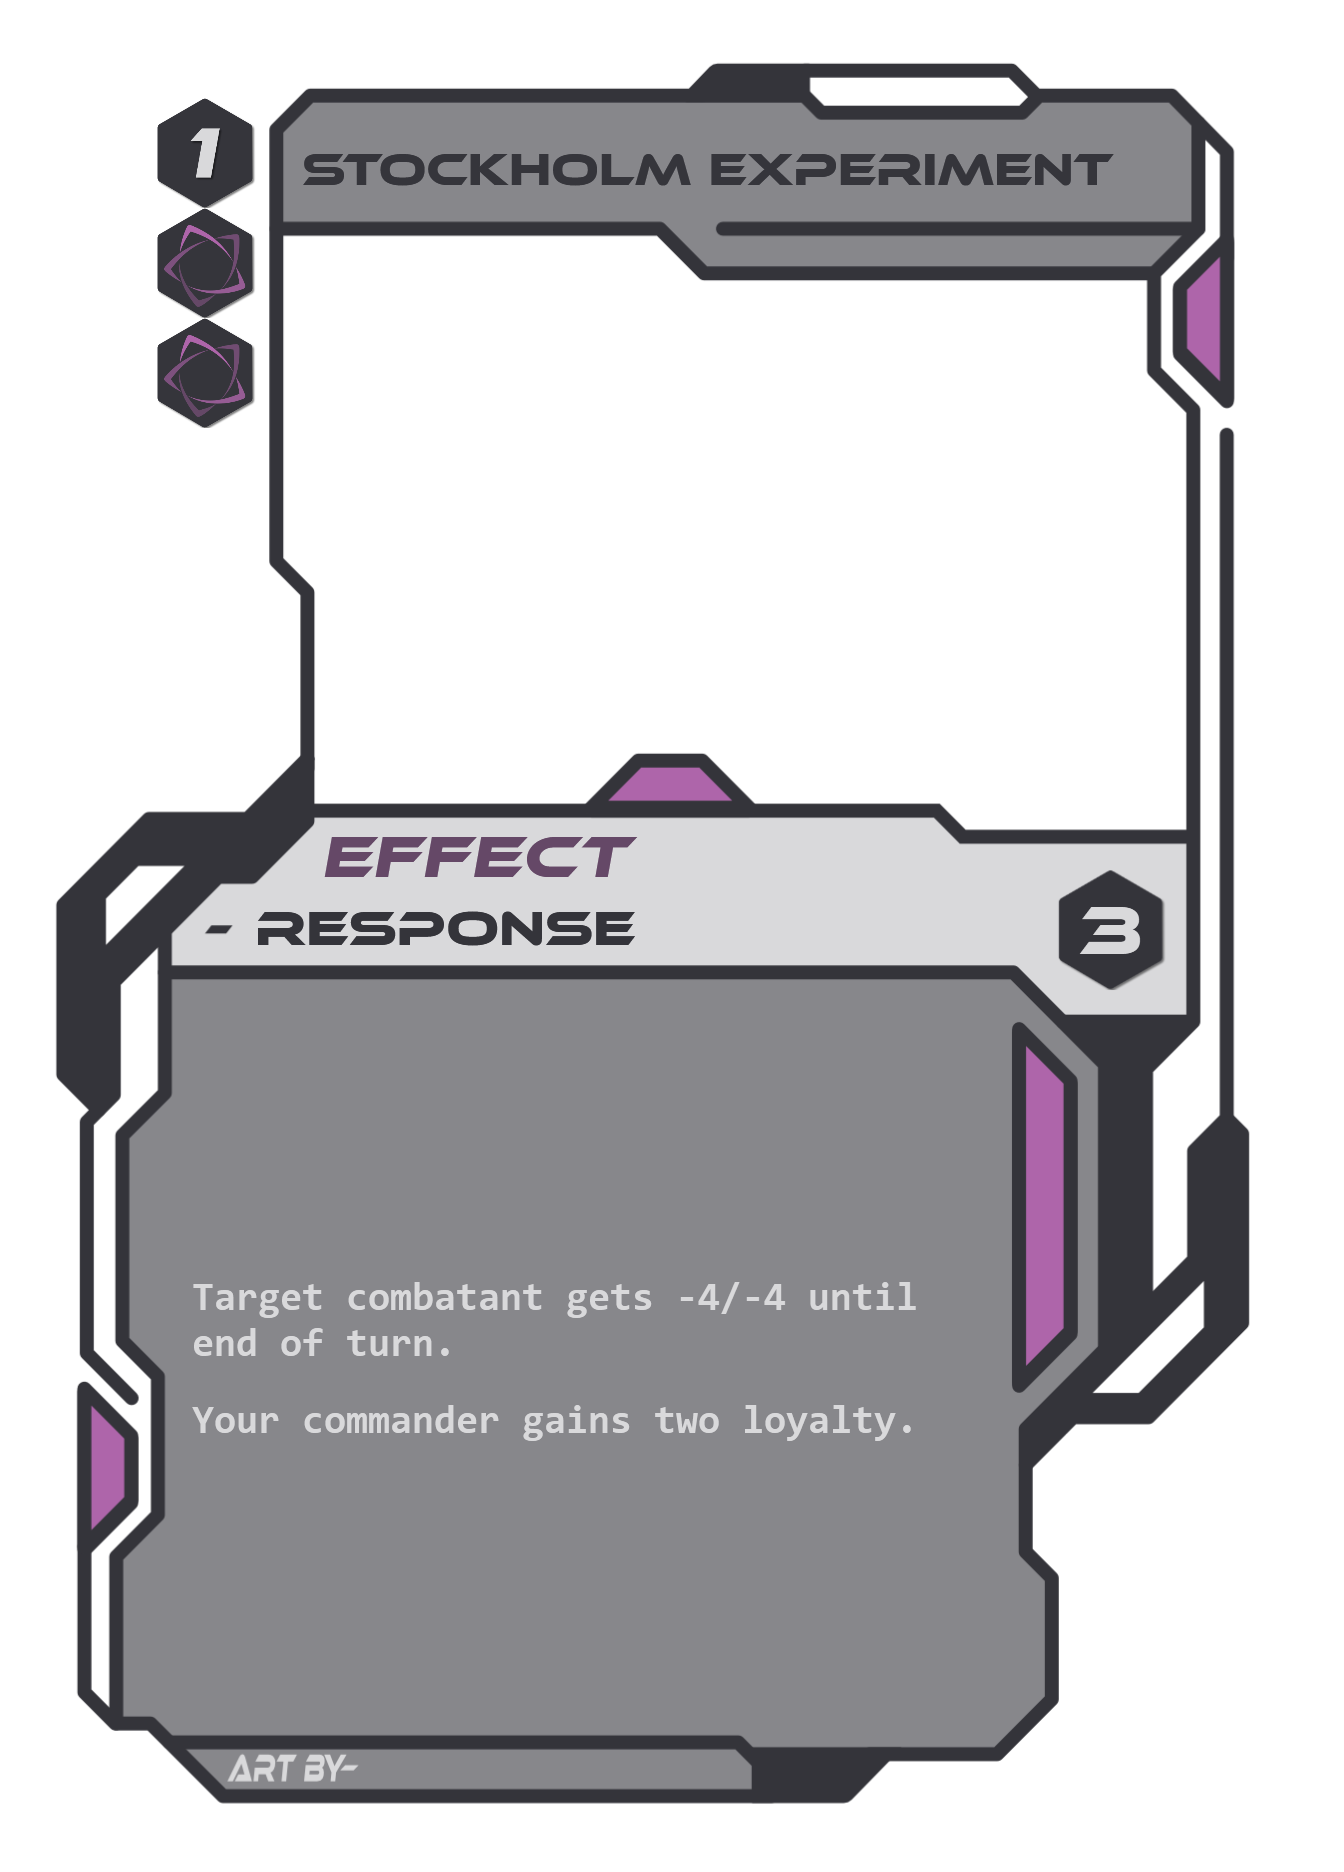 1
STOCKHOLM EXPERIMENT
EFFECT
- RESPONSE
3
Target combatant gets -4/-4 until
end of turn.
Your commander gains two loyalty.
ART BY-